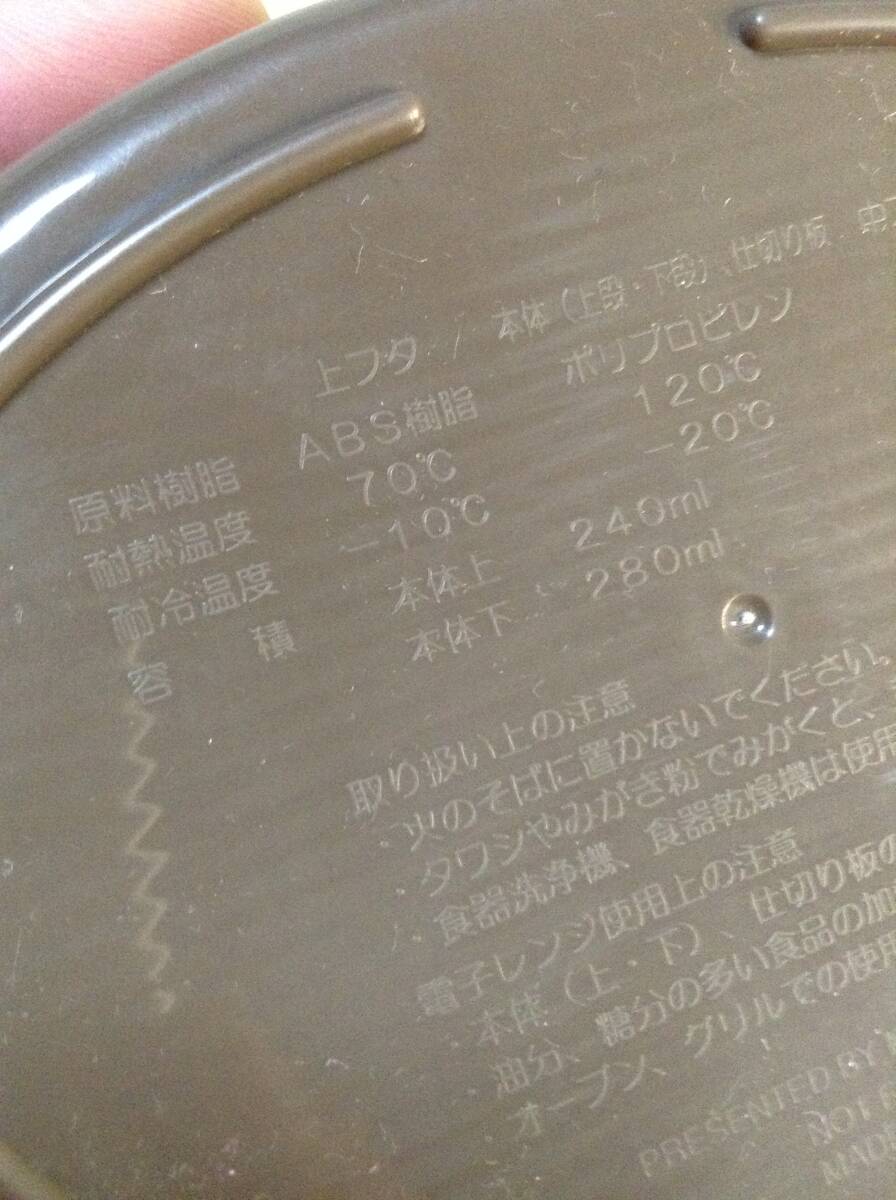 上フタ / 本体（上段・下段）、仕切り板 中
原料樹脂 ABS樹脂 ポリプロピレン
耐熱温度 70℃ 120℃
耐冷温度 －10℃ －20℃
容積 本体上 240ml
本体下 280ml
取り扱い上の注意
・火のそばに置かないでください。
・タワシやみがき粉でみがくと、
・食器洗浄機、食器乾燥機は使用
電子レンジ使用上の注意
・本体（上・下）、仕切り板の
・油分、糖分の多い食品の加
・オーブン、グリルでの使用
PRESENTED BY
NOT
MAD